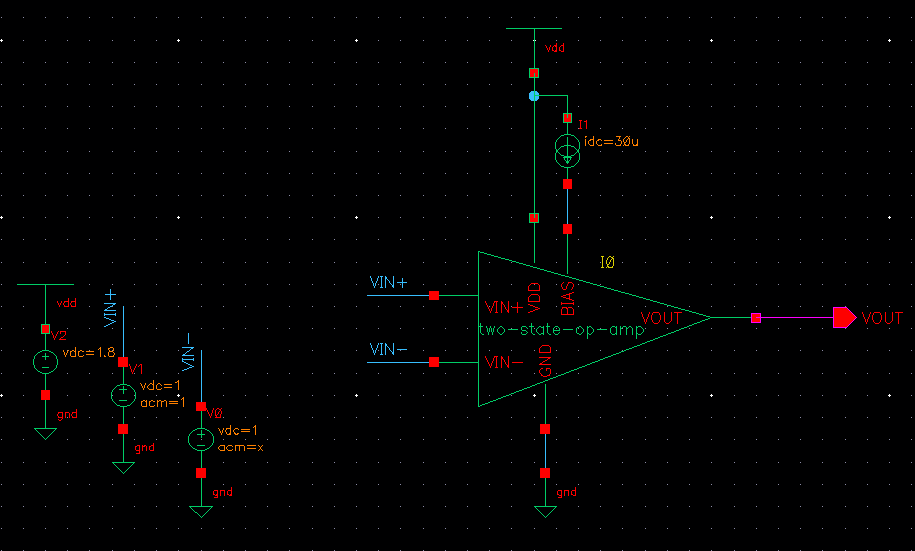 vdd
I1
idc=30u
I0
VIN+
VDD
BIAS
VIN+
VOUT
VOUT
two-state-op-amp
VIN-
VIN-
GND
gnd
vdd
V2
vdc=1.8
gnd
VIN+
V1
vdc=1
acm=1
gnd
VIN-
V0
vdc=1
acm=x
gnd